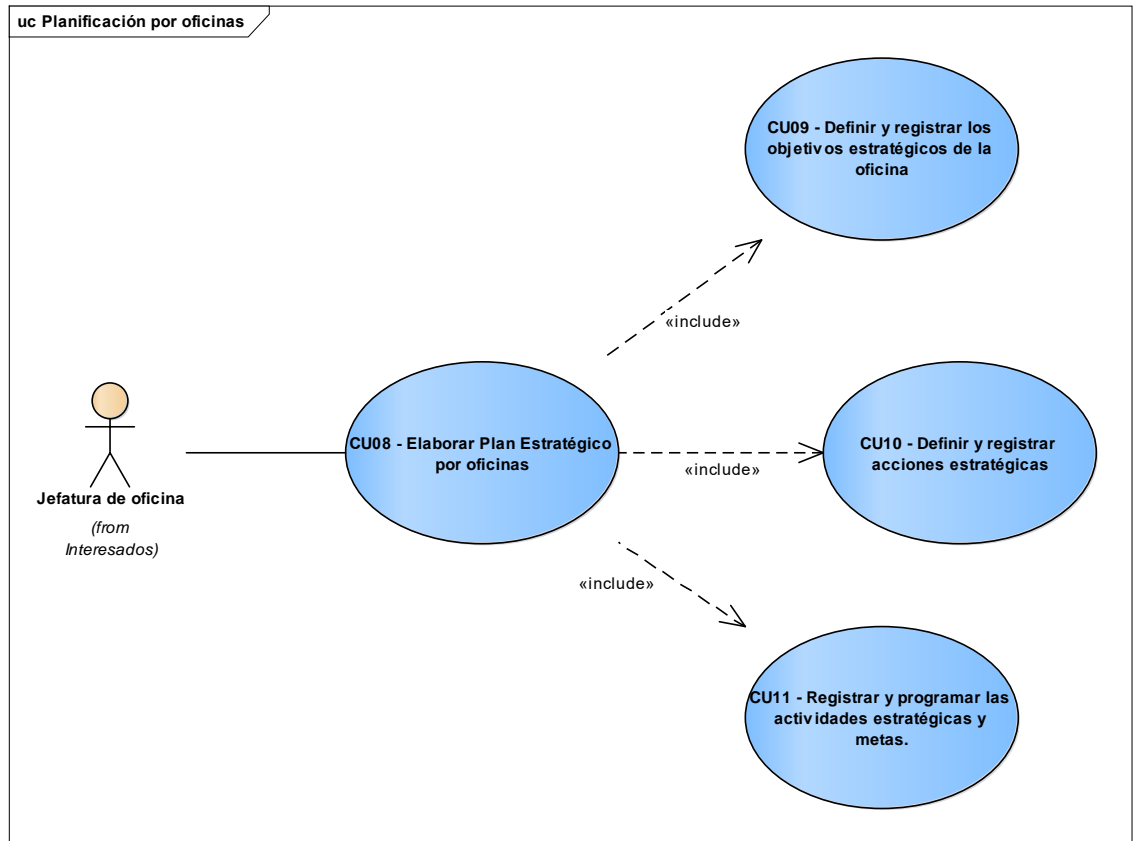 uc Planificación por oficinas
CU09 - Definir y registrar los
objetivos estratégicos de la
oficina
«include»
CU08 - Elaborar Plan Estratégico
por oficinas
CU10 - Definir y registrar
acciones estratégicas
«include»
Jefatura de oficina
(from
Interesados)
«include»
CU11 - Registrar y programar las
actividades estratégicas y
metas.